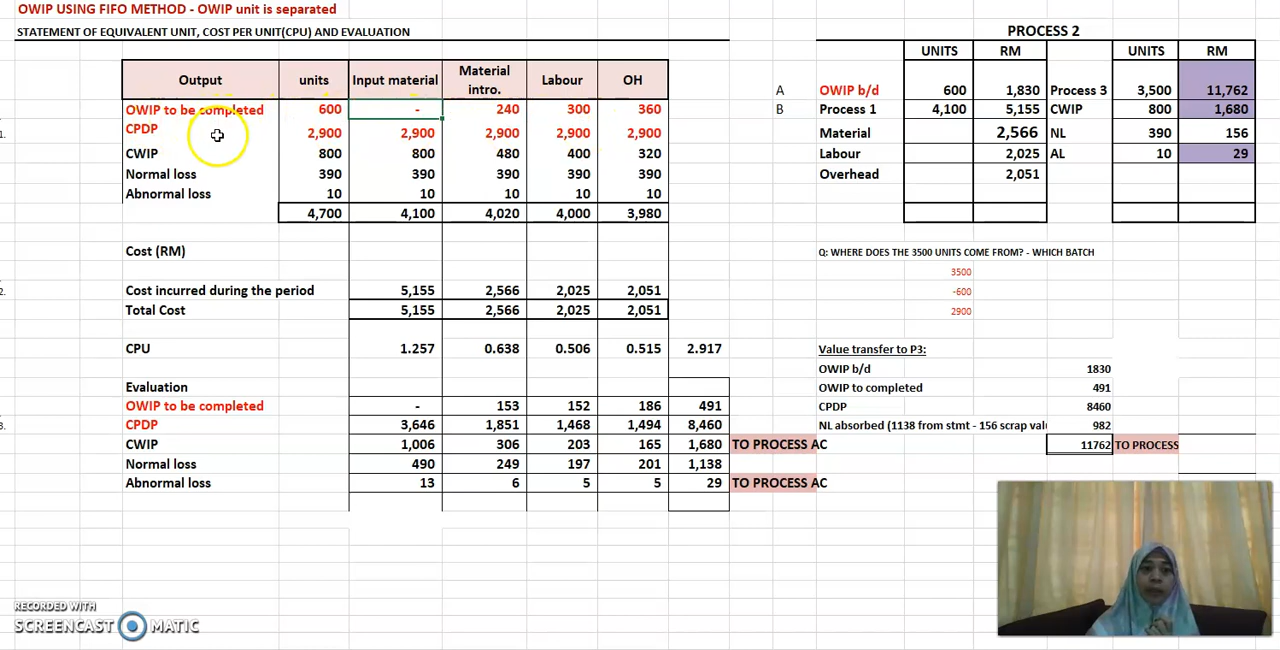 OWIP USING FIFO METHOD - OWIP unit is separated
STATEMENT OF EQUIVALENT UNIT, COST PER UNIT(CPU) AND EVALUATION
Output units Input material Material intro. Labour OH
OWIP to be completed 600 - 240 300 360
1. CPDP 2,900 2,900 2,900 2,900 2,900
CWIP 800 800 480 400 320
Normal loss 390 390 390 390 390
Abnormal loss 10 10 10 10 10
4,700 4,100 4,020 4,000 3,980
Cost (RM)
2. Cost incurred during the period 5,155 2,566 2,025 2,051
Total Cost 5,155 2,566 2,025 2,051
CPU 1.257 0.638 0.506 0.515 2.917
Evaluation
OWIP to be completed - 153 152 186 491
3. CPDP 3,646 1,851 1,468 1,494 8,460
CWIP 1,006 306 203 165 1,680 TO PROCESS AC
Normal loss 490 249 197 201 1,138
Abnormal loss 13 6 5 5 29 TO PROCESS AC
PROCESS 2
UNITS RM UNITS RM
A OWIP b/d 600 1,830 Process 3 3,500 11,762
B Process 1 4,100 5,155 CWIP 800 1,680
Material 2,566 NL 390 156
Labour 2,025 AL 10 29
Overhead 2,051
Q: WHERE DOES THE 3500 UNITS COME FROM? - WHICH BATCH
3500
-600
2900
Value transfer to P3:
OWIP b/d 1830
OWIP to completed 491
CPDP 8460
NL absorbed (1138 from stmt - 156 scrap valu 982
11762 TO PROCESS
RECORDED WITH
SCREENCAST MATIC